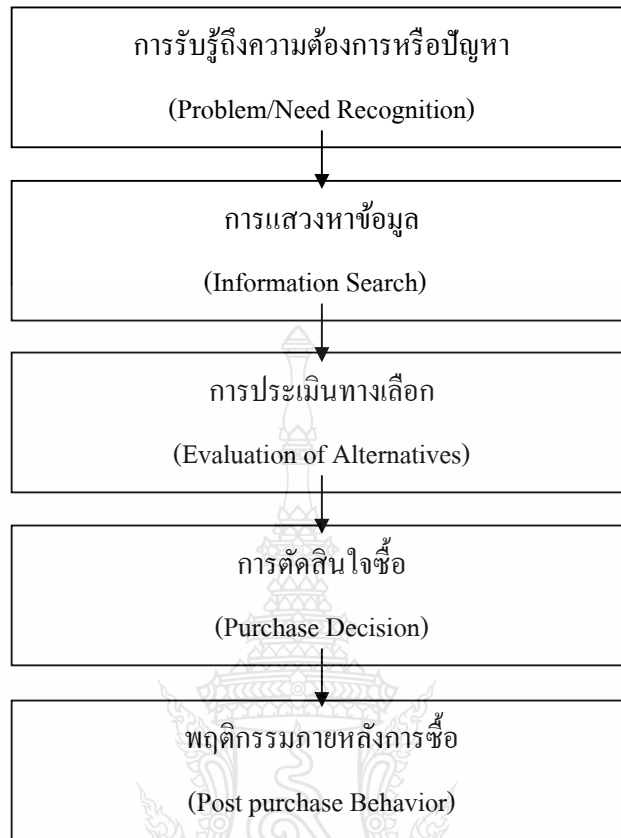 การรับรู้ถึงความต้องการหรือปัญหา
(Problem/Need Recognition)
การแสวงหาข้อมูล
(Information Search)
การประเมินทางเลือก
(Evaluation of Alternatives)
การตัดสินใจซื้อ
(Purchase Decision)
พฤติกรรมภายหลังการซื้อ
(Post purchase Behavior)